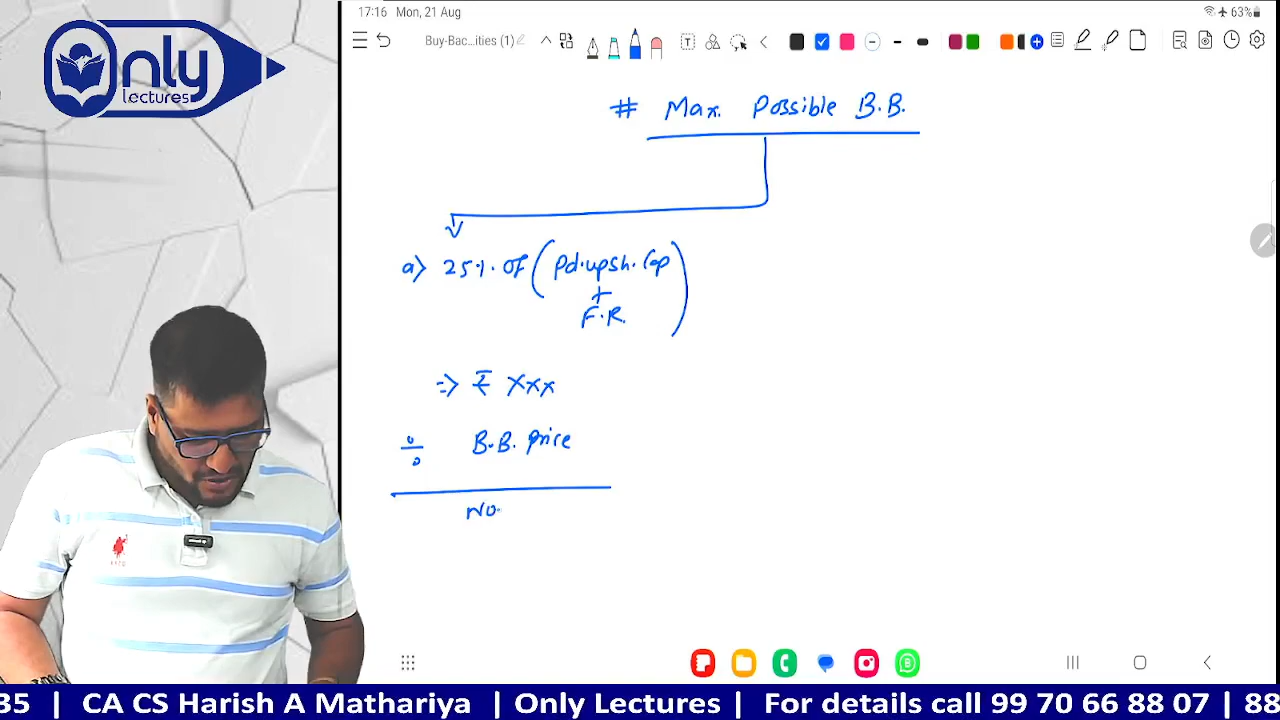 17:16 Mon, 21 Aug
63%
Only
lectures
Buy-Bac...ities (1)
# Max. Possible B.B.
a) 25%. of ( Pd. up sh. Cap
+
F.R. )
=> ₹ xxx
÷ B.B. Price
No.
35 | CA CS Harish A Mathariya | Only Lectures | For details call 99 70 66 88 07 | 88